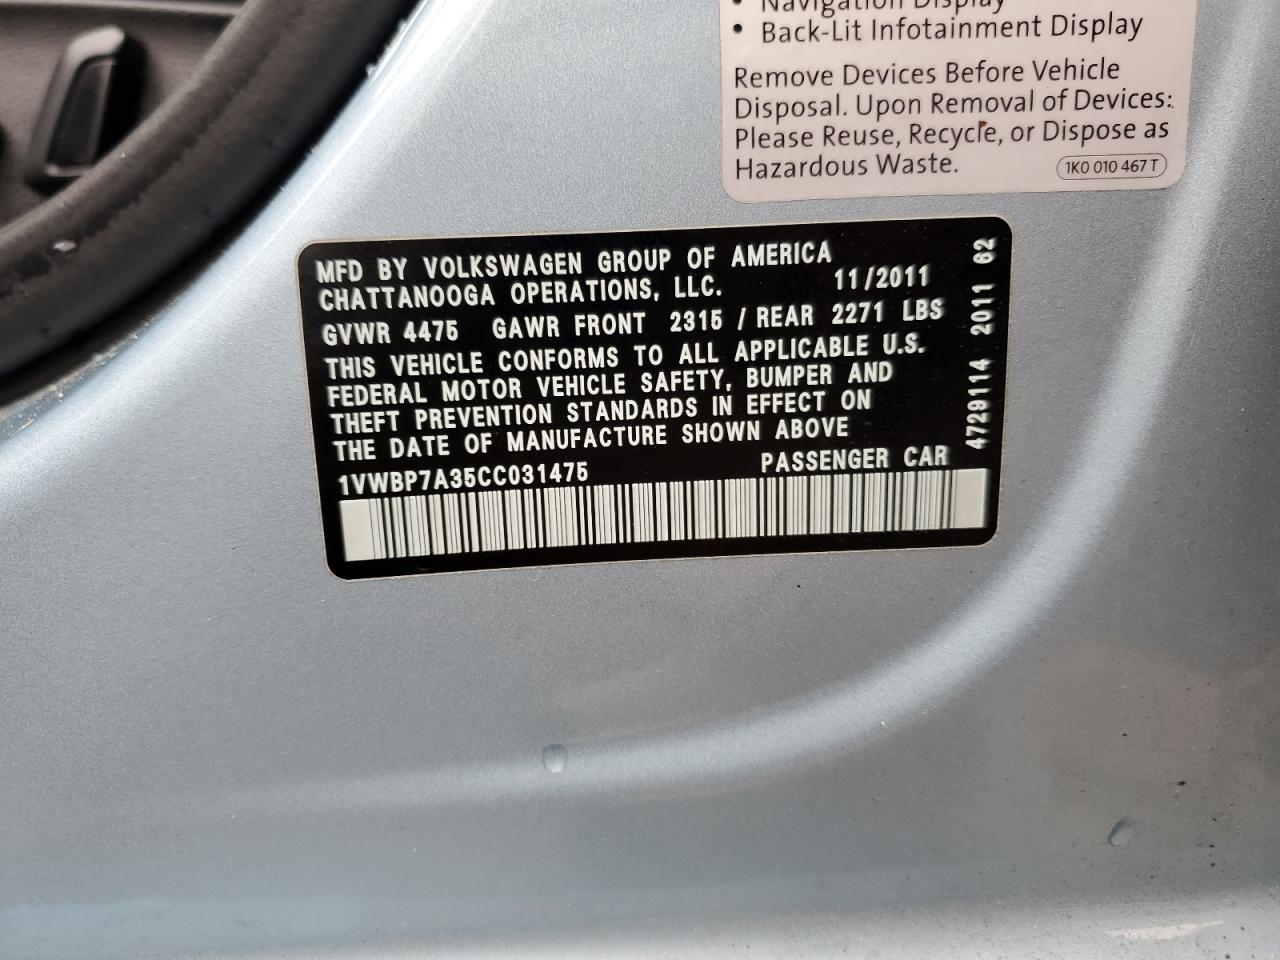 • Navigation Display
• Back-Lit Infotainment Display
Remove Devices Before Vehicle
Disposal. Upon Removal of Devices:
Please Reuse, Recycle, or Dispose as
Hazardous Waste.
1K0 010 467 T
MFD BY VOLKSWAGEN GROUP OF AMERICA
CHATTANOOGA OPERATIONS, LLC. 11/2011
GVWR 4475 GAWR FRONT 2315 / REAR 2271 LBS
THIS VEHICLE CONFORMS TO ALL APPLICABLE U.S.
FEDERAL MOTOR VEHICLE SAFETY, BUMPER AND
THEFT PREVENTION STANDARDS IN EFFECT ON
THE DATE OF MANUFACTURE SHOWN ABOVE
1VWBP7A35CC031475 PASSENGER CAR
4729114 2011 62